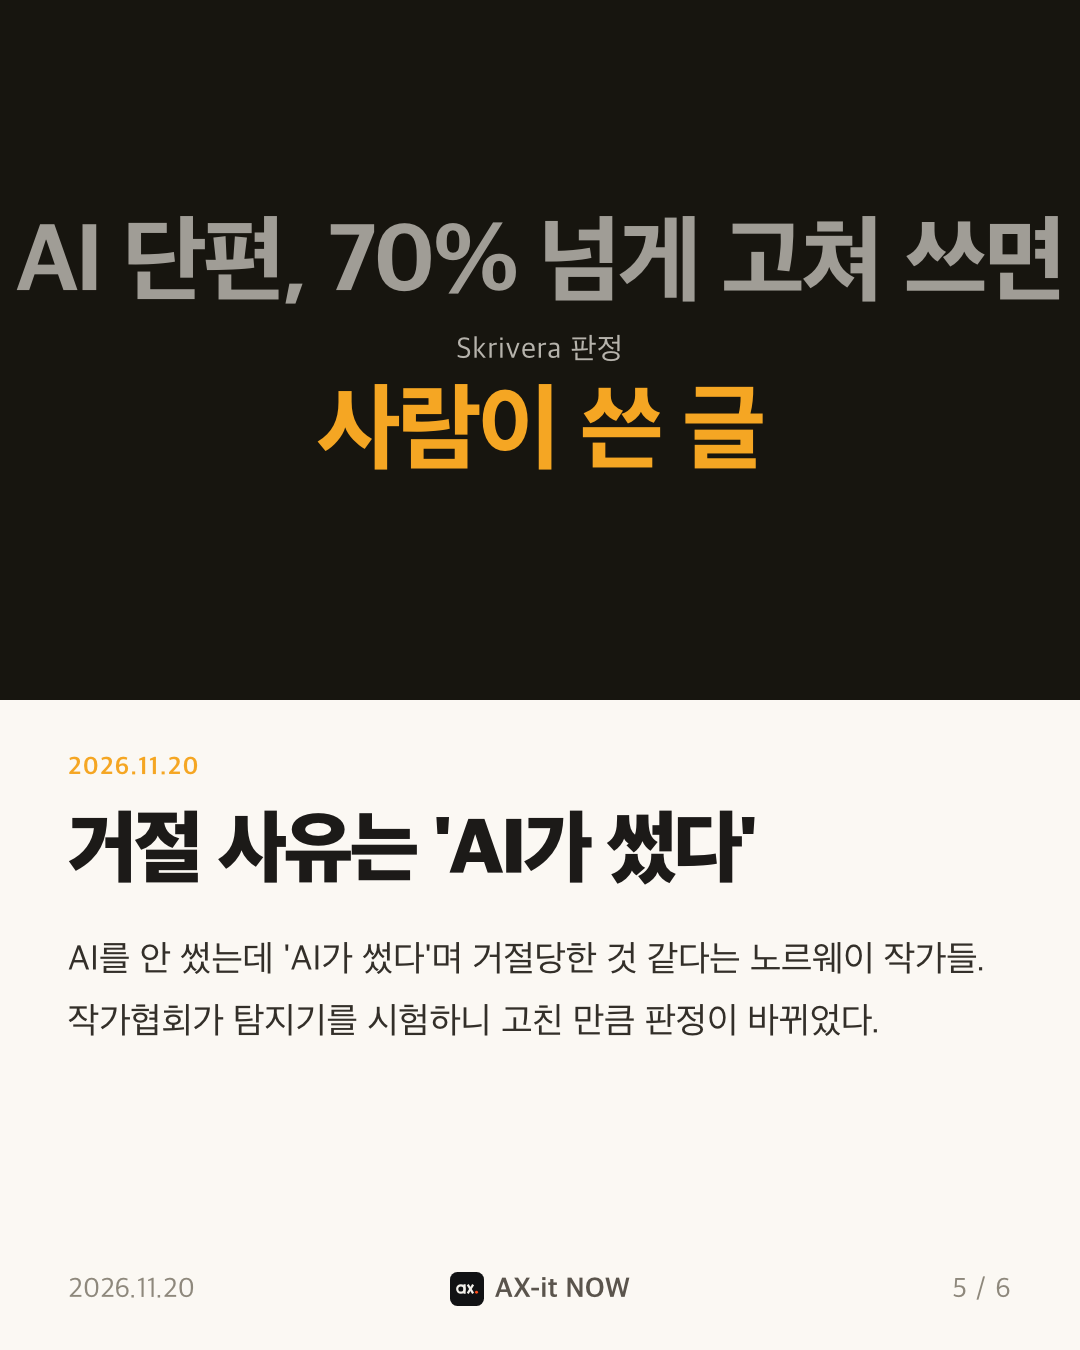 AI 단편, 70% 넘게 고쳐 쓰면
Skrivera 판정
사람이 쓴 글
2026.11.20
거절 사유는 'AI가 썼다'
AI를 안 썼는데 'AI가 썼다'며 거절당한 것 같다는 노르웨이 작가들.
작가협회가 탐지기를 시험하니 고친 만큼 판정이 바뀌었다.
2026.11.20
ax. AX-it NOW
5 / 6